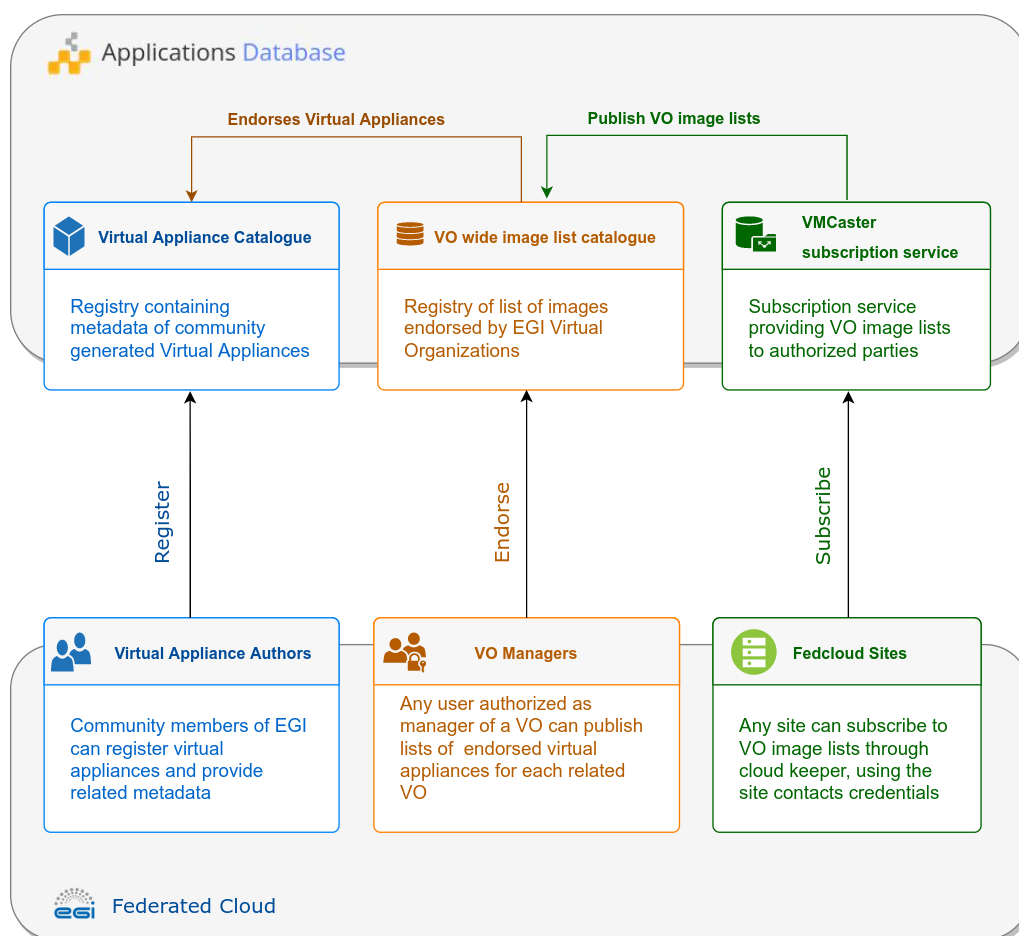 Applications Database
Endorses Virtual Appliances
Publish VO image lists
Virtual Appliance Catalogue
Registry containing
metadata of community
generated Virtual Appliances
VO wide image list catalogue
Registry of list of images
endorsed by EGI Virtual
Organizations
VMCaster
subscription service
Subscription service
providing VO image lists
to authorized parties
Register
Endorse
Subscribe
Virtual Appliance Authors
Community members of EGI
can register virtual
appliances and provide
related metadata
VO Managers
Any user authorized as
manager of a VO can publish
lists of  endorsed virtual
appliances for each related
VO
Fedcloud Sites
Any site can subscribe to
VO image lists through
cloud keeper, using the
site contacts credentials
eGi
Federated Cloud